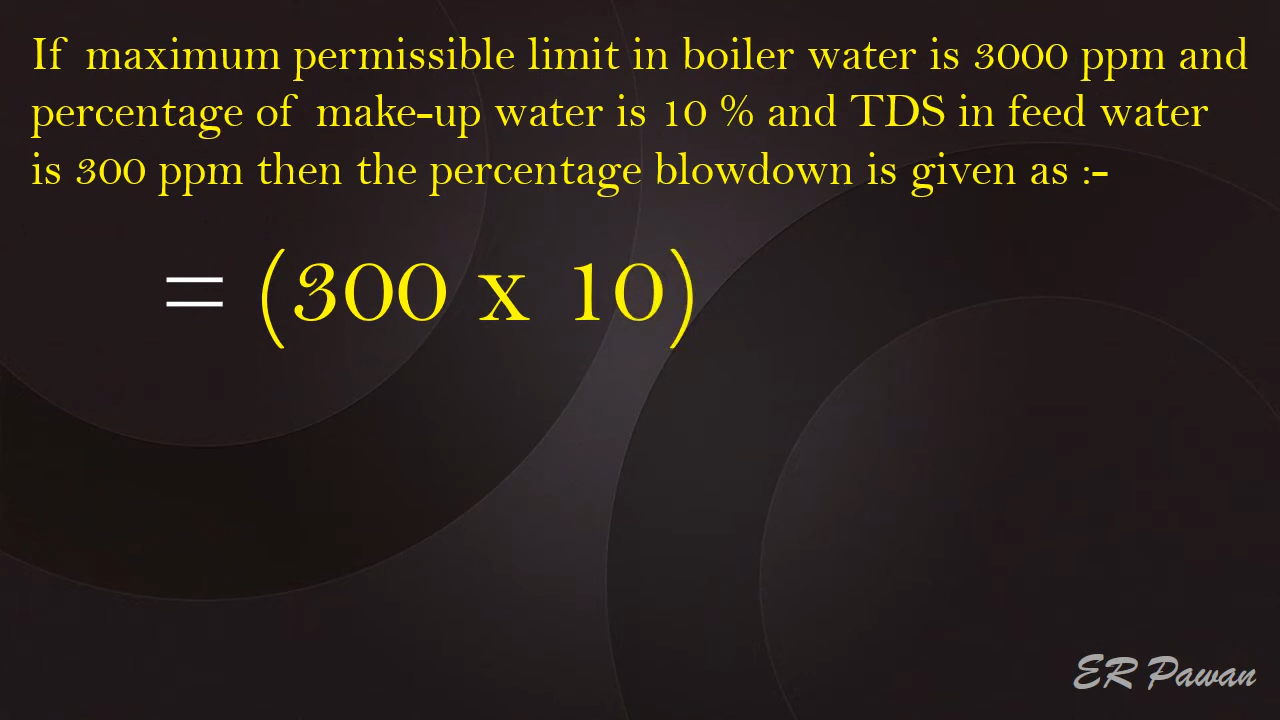 If maximum permissible limit in boiler water is 3000 ppm and
percentage of make-up water is 10 % and TDS in feed water
is 300 ppm then the percentage blowdown is given as :-
= (300 x 10)
ER Pawan